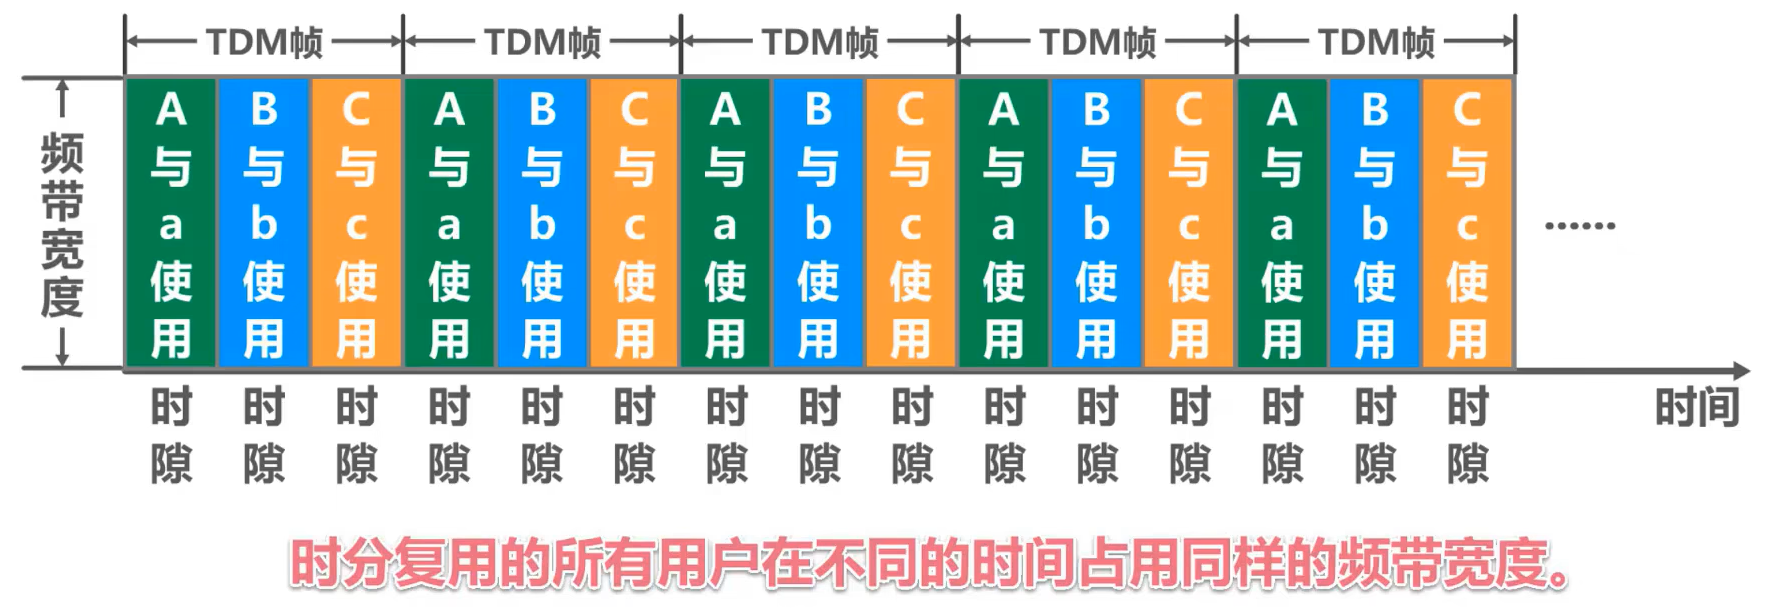 TDM帧 TDM帧 TDM帧 TDM帧 TDM帧
频带宽度
A与a使用
B与b使用
C与c使用
A与a使用
B与b使用
C与c使用
A与a使用
B与b使用
C与c使用
A与a使用
B与b使用
C与c使用
A与a使用
B与b使用
C与c使用
……
时隙 时隙 时隙 时隙 时隙 时隙 时隙 时隙 时隙 时隙 时隙 时隙 时隙 时隙 时隙
时间
时分复用的所有用户在不同的时间占用同样的频带宽度。